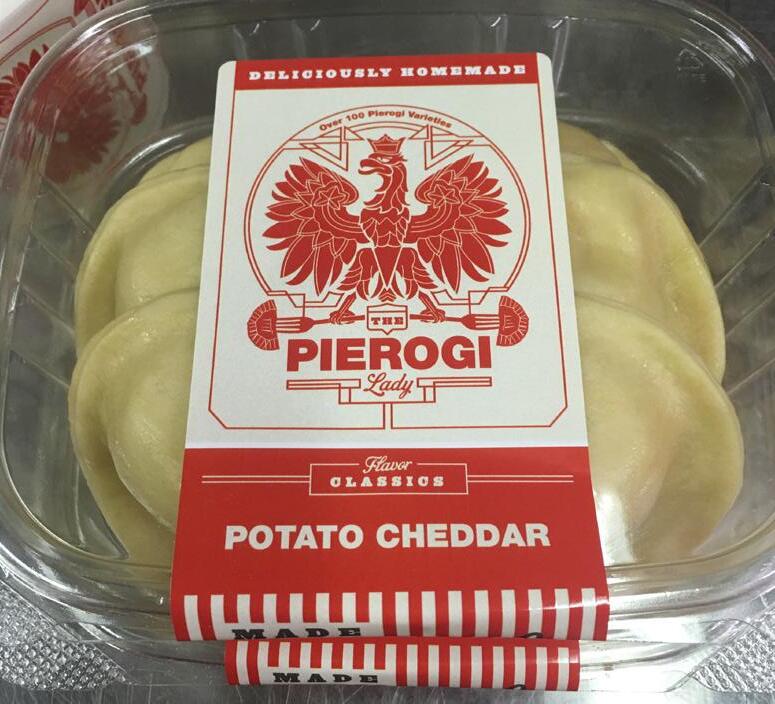 DELICIOUSLY HOMEMADE
Over 100 Pierogi Varieties
THE
PIEROGI
Lady
Flavor
CLASSICS
POTATO CHEDDAR
MADE
MADE